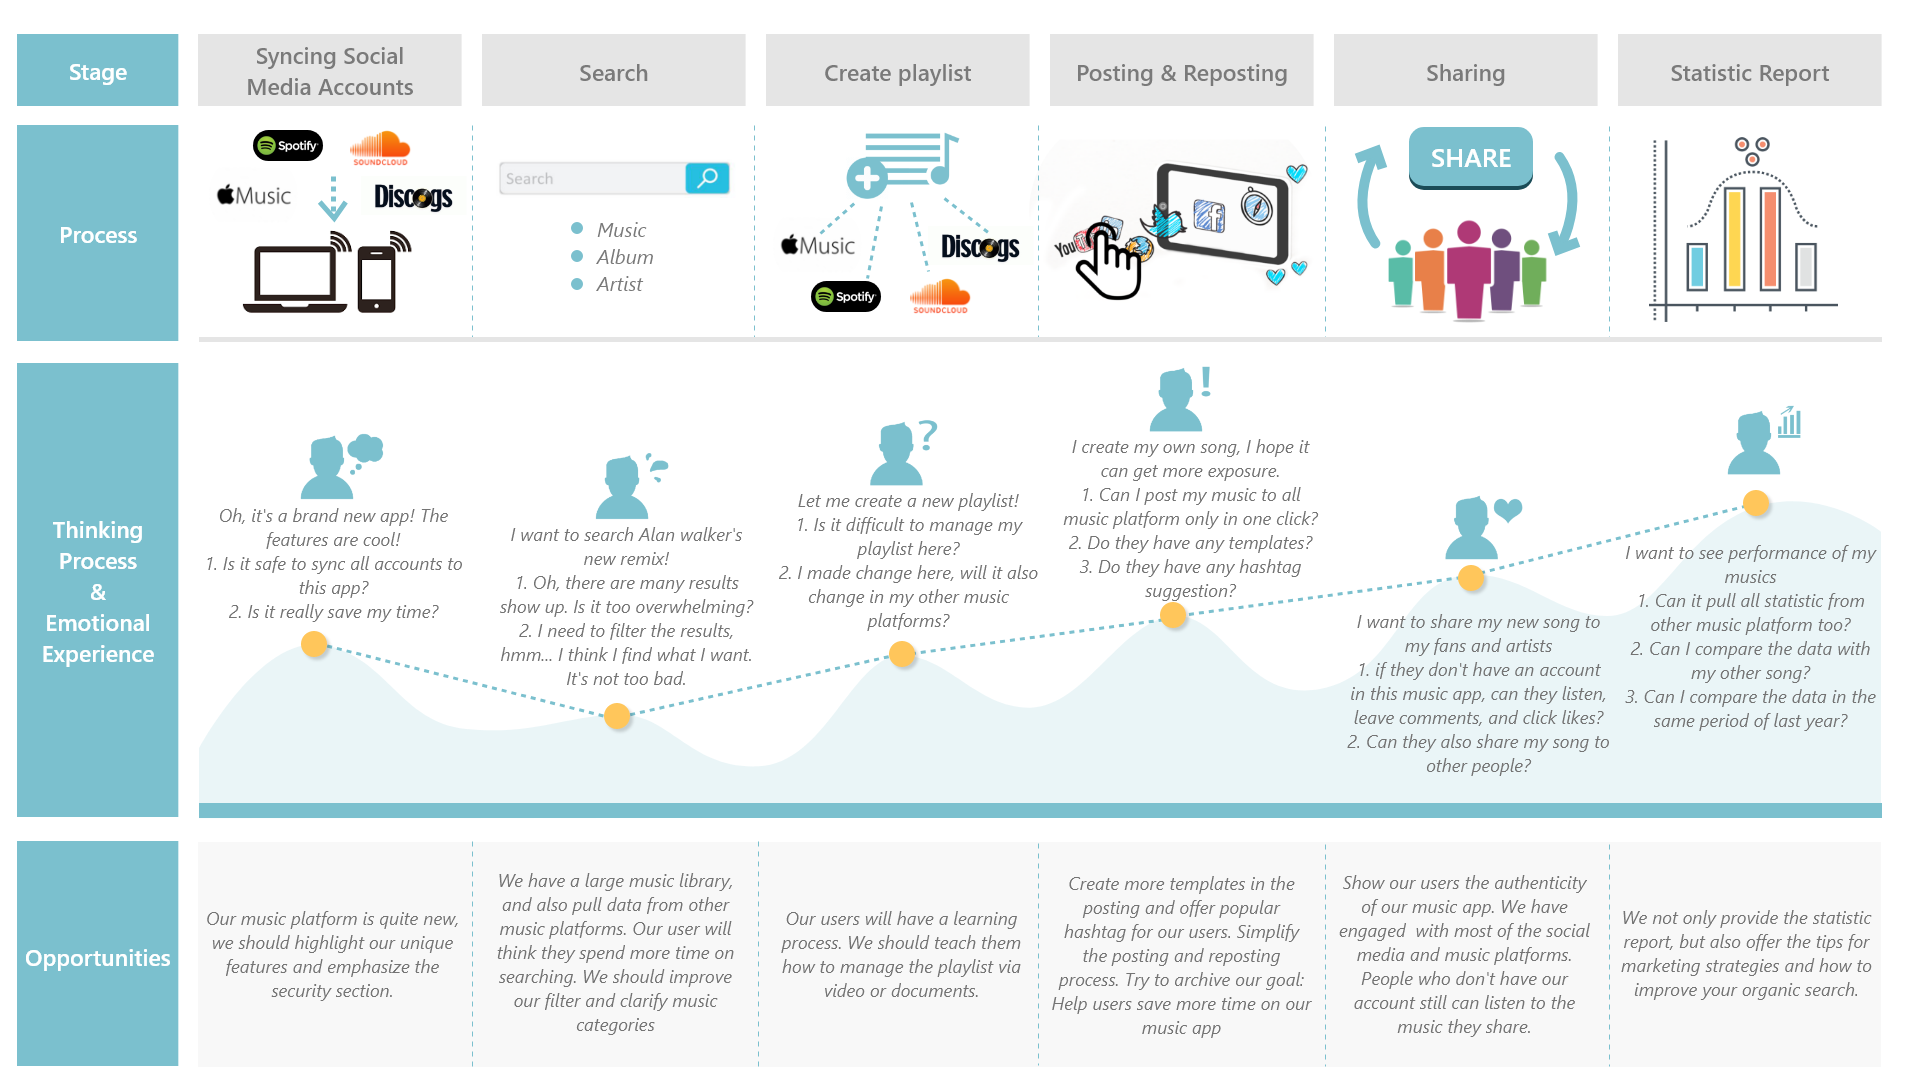 Stage
Syncing Social
Media Accounts
Search
Create playlist
Posting & Reposting
Sharing
Statistic Report
Process
Spotify
SOUNDCLOUD
Music
Discogs
Search
Music
Album
Artist
Music
Discogs
Spotify
SOUNDCLOUD
You
SHARE
Thinking
Process
&
Emotional
Experience
Oh, it's a brand new app! The
features are cool!
1. Is it safe to sync all accounts to
this app?
2. Is it really save my time?
I want to search Alan walker's
new remix!
1. Oh, there are many results
show up. Is it too overwhelming?
2. I need to filter the results,
hmm... I think I find what I want.
It's not too bad.
Let me create a new playlist!
1. Is it difficult to manage my
playlist here?
2. I made change here, will it also
change in my other music
platforms?
I create my own song, I hope it
can get more exposure.
1. Can I post my music to all
music platform only in one click?
2. Do they have any templates?
3. Do they have any hashtag
suggestion?
I want to share my new song to
my fans and artists
1. if they don't have an account
in this music app, can they listen,
leave comments, and click likes?
2. Can they also share my song to
other people?
I want to see performance of my
musics
1. Can it pull all statistic from
other music platform too?
2. Can I compare the data with
my other song?
3. Can I compare the data in the
same period of last year?
Opportunities
Our music platform is quite new,
we should highlight our unique
features and emphasize the
security section.
We have a large music library,
and also pull data from other
music platforms. Our user will
think they spend more time on
searching. We should improve
our filter and clarify music
categories
Our users will have a learning
process. We should teach them
how to manage the playlist via
video or documents.
Create more templates in the
posting and offer popular
hashtag for our users. Simplify
the posting and reposting
process. Try to archive our goal:
Help users save more time on our
music app
Show our users the authenticity
of our music app. We have
engaged  with most of the social
media and music platforms.
People who don't have our
account still can listen to the
music they share.
We not only provide the statistic
report, but also offer the tips for
marketing strategies and how to
improve your organic search.